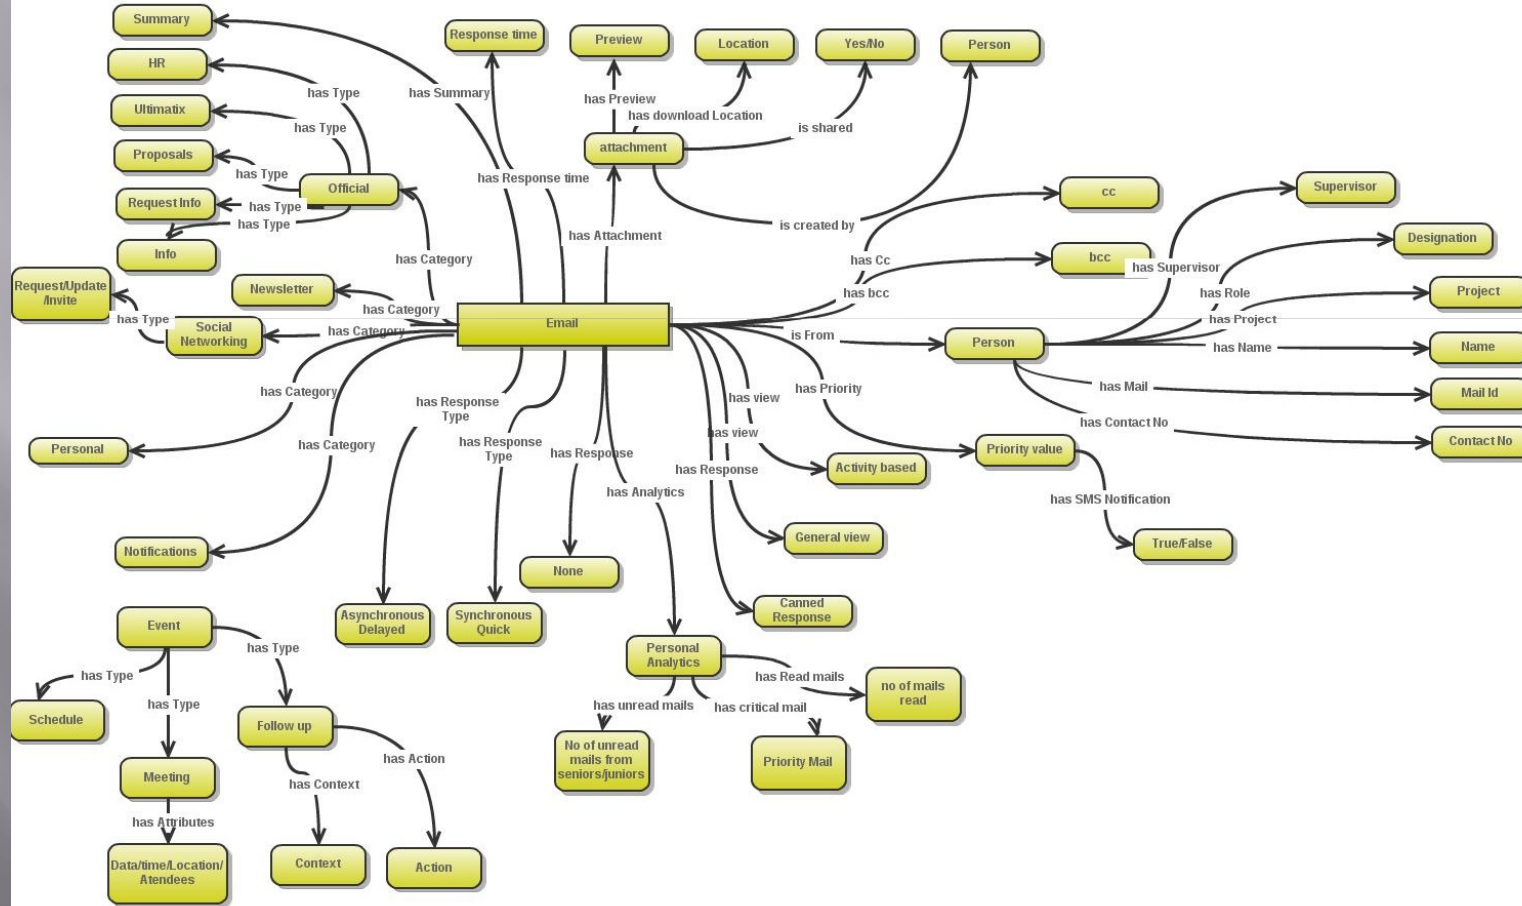 Summary
Response time
Preview
Location
Yes/No
Person
HR
has Type
has Summary
has Preview
has download Location
Ultimatix
has Type
is shared
Proposals
attachment
has Type
Official
has Response time
cc
Supervisor
Request Info
has Type
has Type
is created by
Info
has Category
has Attachment
has Cc
bcc
has Supervisor
Designation
Request/Update
/Invite
Newsletter
has Category
has bcc
has Role
Project
has Type
Social
Networking
has Category
Email
is From
Person
has Project
has Name
Name
has Category
has Response
Type
has view
has Priority
has Mail
Mail Id
Personal
has Category
has Response
Type
has Response
has view
has Contact No
Contact No
has Analytics
has Response
Activity based
Priority value
has SMS Notification
Notifications
None
General view
True/False
Event
has Type
Asynchronous
Delayed
Synchronous
Quick
Canned
Response
has Type
has Type
Personal
Analytics
has Read mails
no of mails
read
Schedule
Follow up
has unread mails
has critical mail
Meeting
has Context
has Action
No of unread
mails from
seniors/juniors
Priority Mail
has Attributes
Data/time/Location/
Atendees
Context
Action